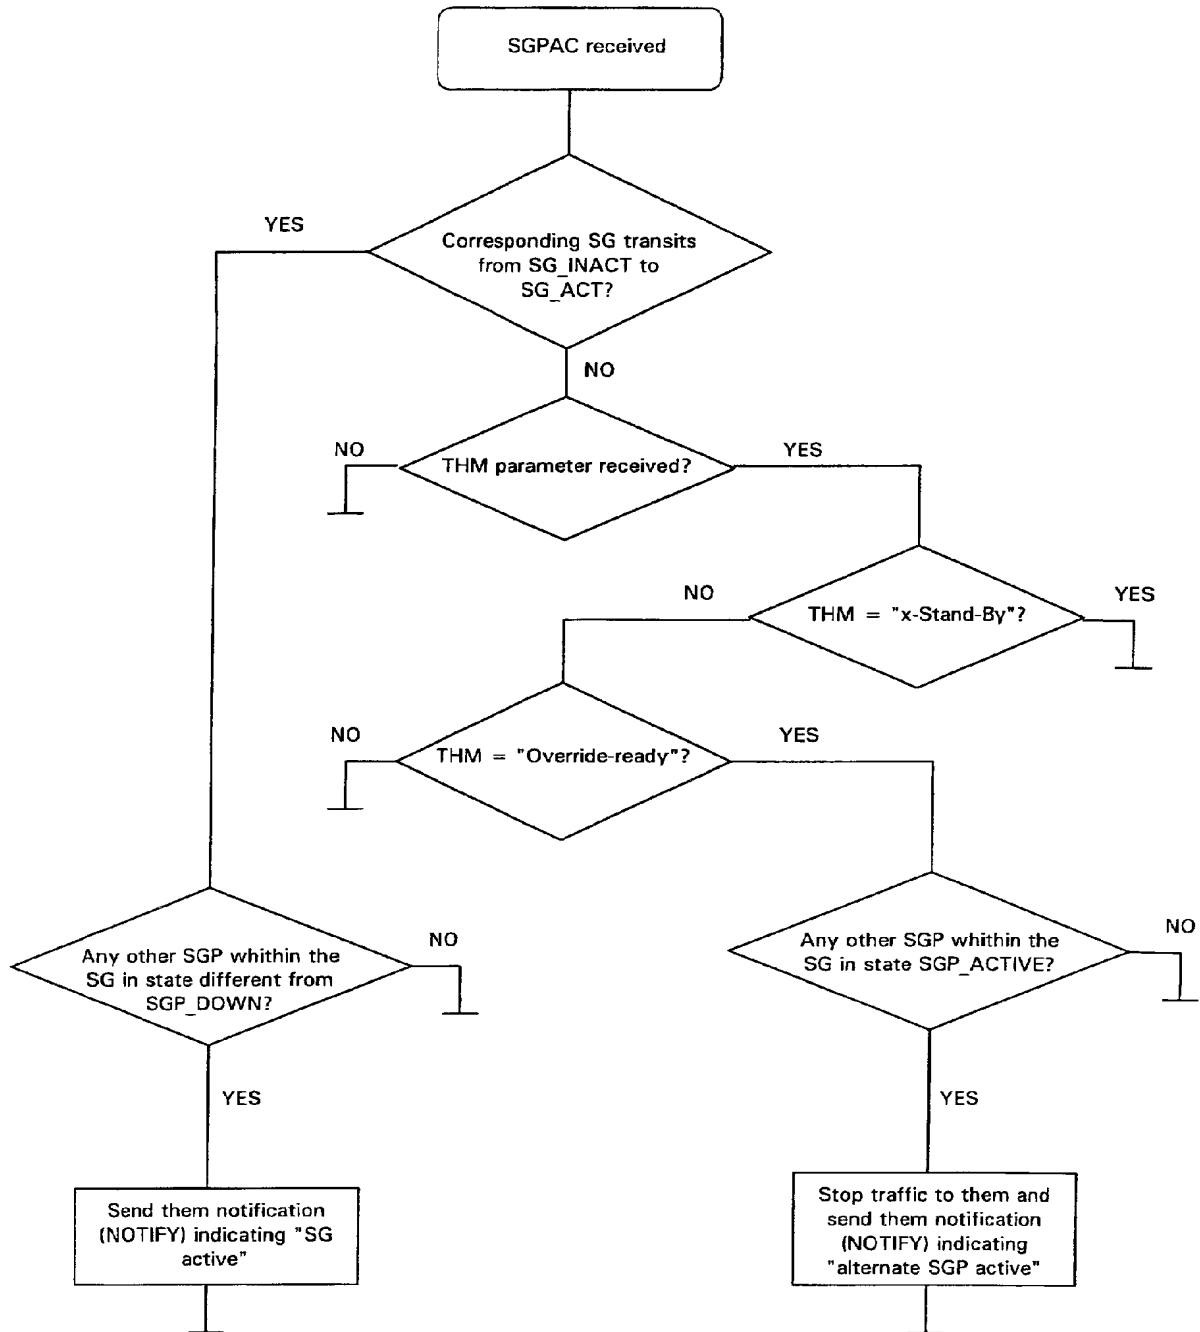 SGPAC received
YES
Corresponding SG transits
from SG_INACT to
SG_ACT?
NO
NO
THM parameter received?
YES
NO
THM = "x-Stand-By"?
YES
NO
THM = "Override-ready"?
YES
Any other SGP whithin the
SG in state different from
SGP_DOWN?
NO
Any other SGP whithin the
SG in state SGP_ACTIVE?
NO
YES
YES
Send them notification
(NOTIFY) indicating "SG
active"
Stop traffic to them and
send them notification
(NOTIFY) indicating
"alternate SGP active"